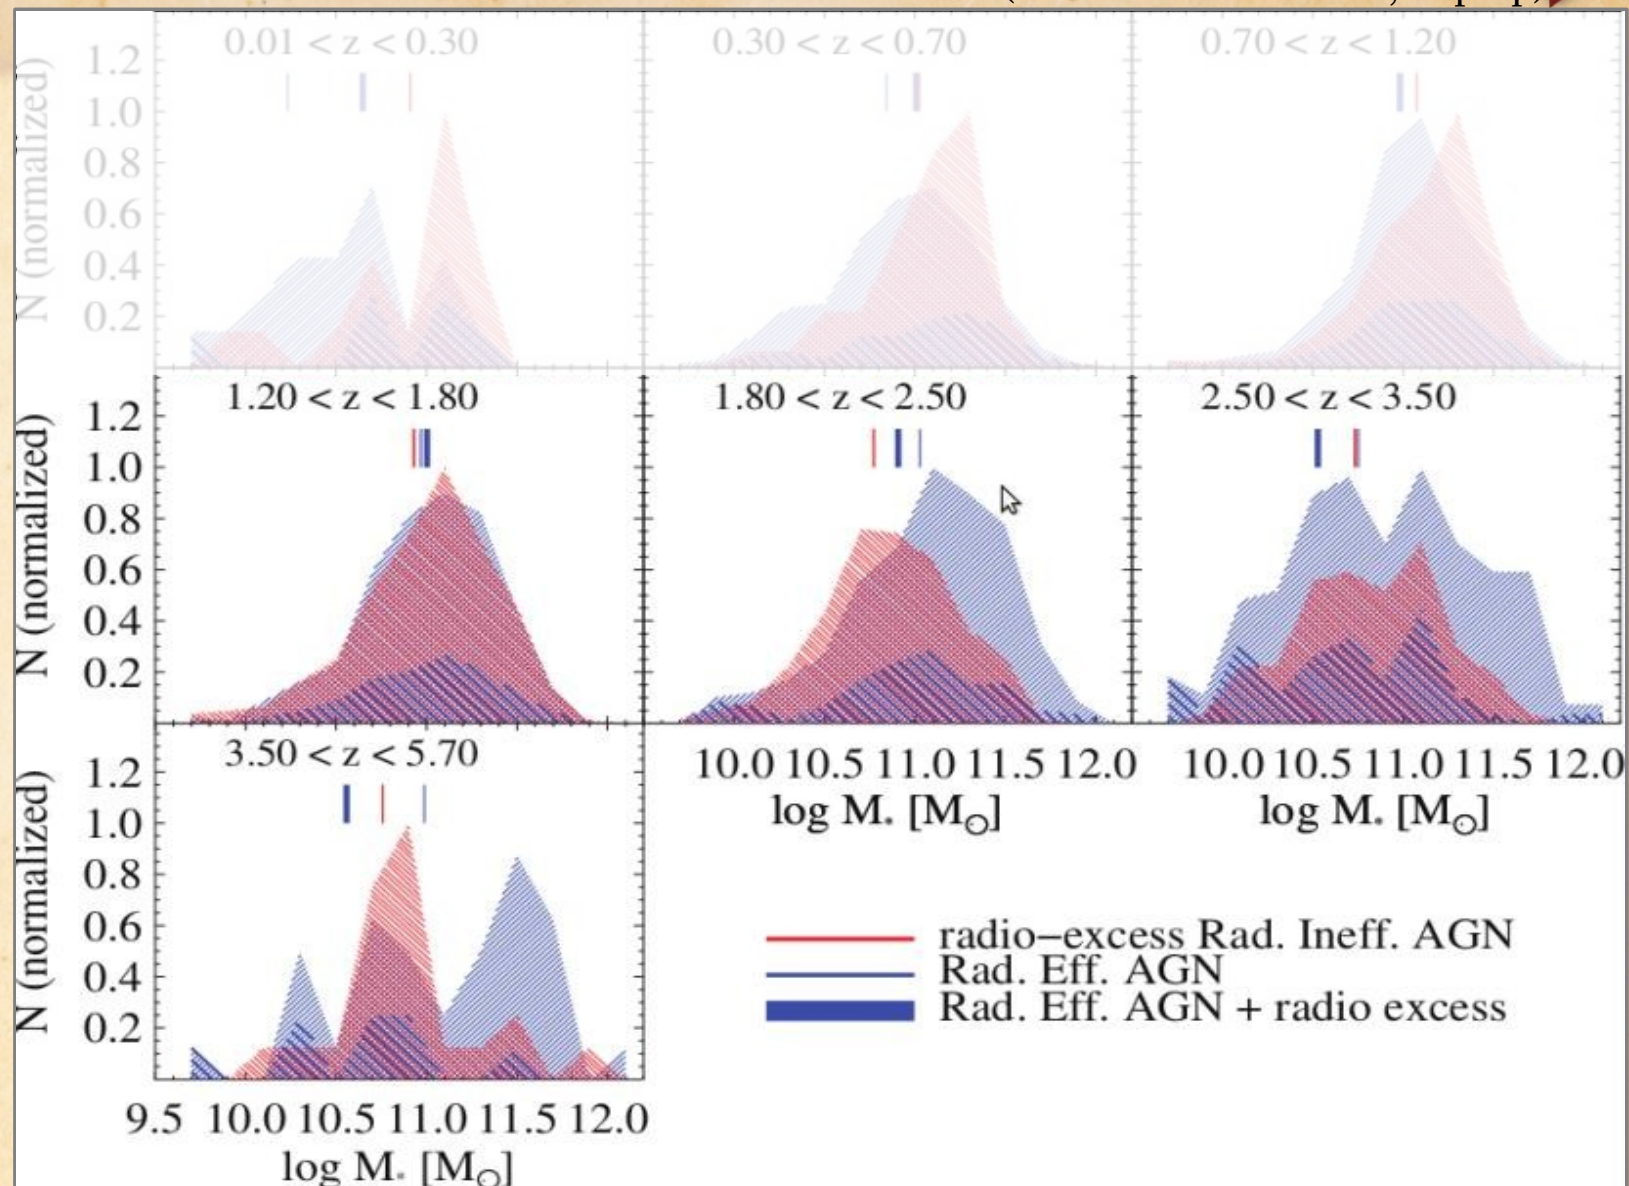 0.01 < z < 0.30
0.30 < z < 0.70
0.70 < z < 1.20
N (normalized)
1.2
1.0
0.8
0.6
0.4
0.2
1.20 < z < 1.80
1.80 < z < 2.50
2.50 < z < 3.50
N (normalized)
1.2
1.0
0.8
0.6
0.4
0.2
10.0 10.5 11.0 11.5 12.0
log M* [M⊙]
10.0 10.5 11.0 11.5 12.0
log M* [M⊙]
3.50 < z < 5.70
N (normalized)
1.2
1.0
0.8
0.6
0.4
0.2
9.5 10.0 10.5 11.0 11.5 12.0
log M* [M⊙]
radio−excess Rad. Ineff. AGN
Rad. Eff. AGN
Rad. Eff. AGN + radio excess